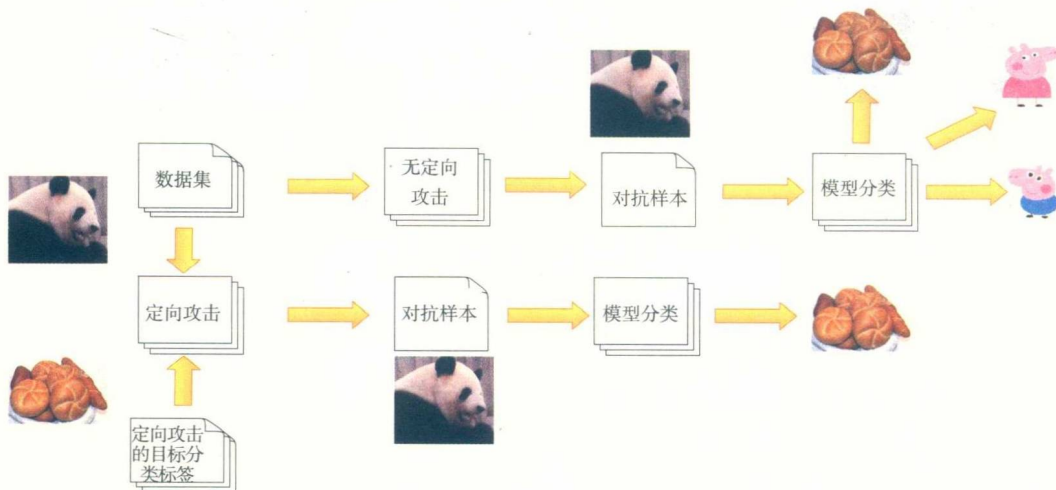 数据集
无定向
攻击
对抗样本
模型分类
定向攻击
对抗样本
模型分类
定向攻击
的目标分
类标签